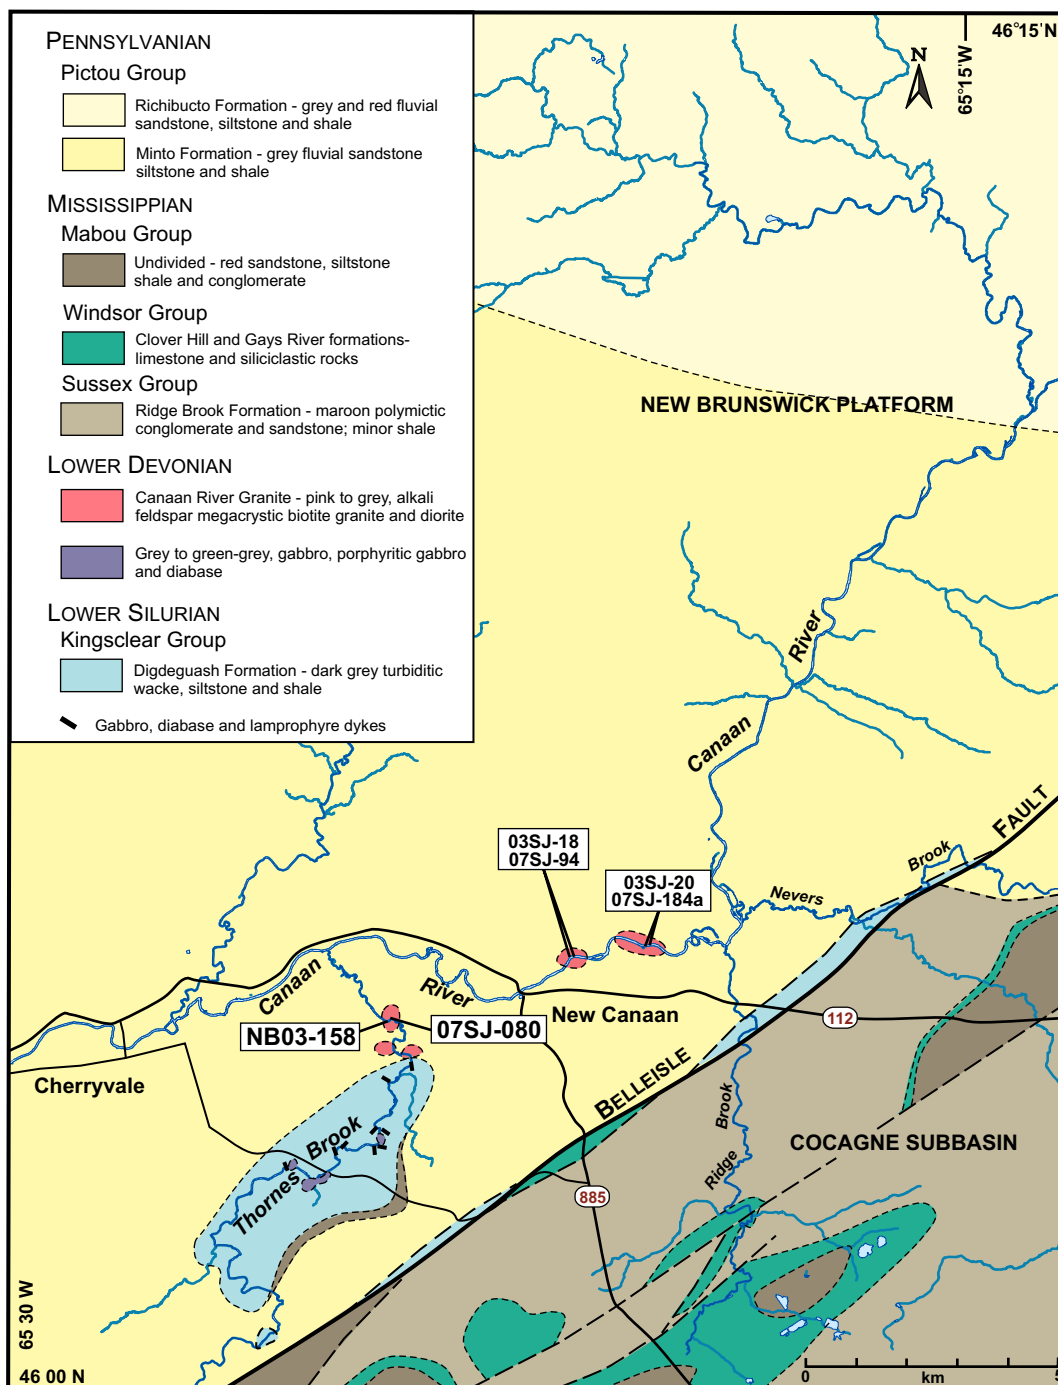 PENNSYLVANIAN
Pictou Group
Richibucto Formation - grey and red fluvial
sandstone, siltstone and shale
Minto Formation - grey fluvial sandstone
siltstone and shale
MISSISSIPPIAN
Mabou Group
Undivided - red sandstone, siltstone
shale and conglomerate
Windsor Group
Clover Hill and Gays River formations-
limestone and siliciclastic rocks
Sussex Group
Ridge Brook Formation - maroon polymictic
conglomerate and sandstone; minor shale
LOWER DEVONIAN
Canaan River Granite - pink to grey, alkali
feldspar megacrystic biotite granite and diorite
Grey to green-grey, gabbro, porphyritic gabbro
and diabase
LOWER SILURIAN
Kingsclear Group
Digdeguash Formation - dark grey turbiditic
wacke, siltstone and shale
Gabbro, diabase and lamprophyre dykes
46°15'N
65°15'W
N
NEW BRUNSWICK PLATFORM
River
Canaan
FAULT
Brook
Nevers
03SJ-18
07SJ-94
03SJ-20
07SJ-184a
Canaan
River
New Canaan
112
NB03-158
07SJ-080
Cherryvale
BELLEISLE
Brook
Ridge
COCAGNE SUBBASIN
Thornes Brook
885
65 30 W
46 00 N
0
km
5